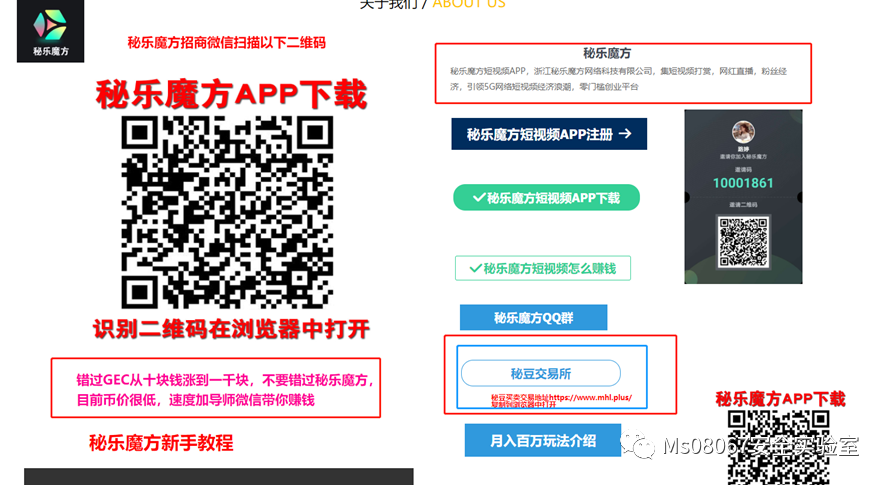 关于我们 / ABOUT US
秘乐魔方
秘乐魔方招商微信扫描以下二维码
秘乐魔方APP下载
识别二维码在浏览器中打开
错过GEC从十块钱涨到一千块，不要错过秘乐魔方，
目前币价很低，速度加导师微信带你赚钱
秘乐魔方新手教程
秘乐魔方
秘乐魔方短视频APP，浙江秘乐魔方网络科技有限公司，集短视频打赏，网红直播，粉丝经
济，引领5G网络短视频经济浪潮，零门槛创业平台
秘乐魔方短视频APP注册 →
秘乐魔方短视频APP下载
秘乐魔方短视频怎么赚钱
秘乐魔方QQ群
秘豆交易所
秘豆买卖交易地址https://www.mhl.plus/
复制到浏览器中打开
月入百万玩法介绍
邀请你加入秘乐魔方
邀请码
10001861
邀请二维码
秘乐魔方APP下载
Ms08067安全实验室